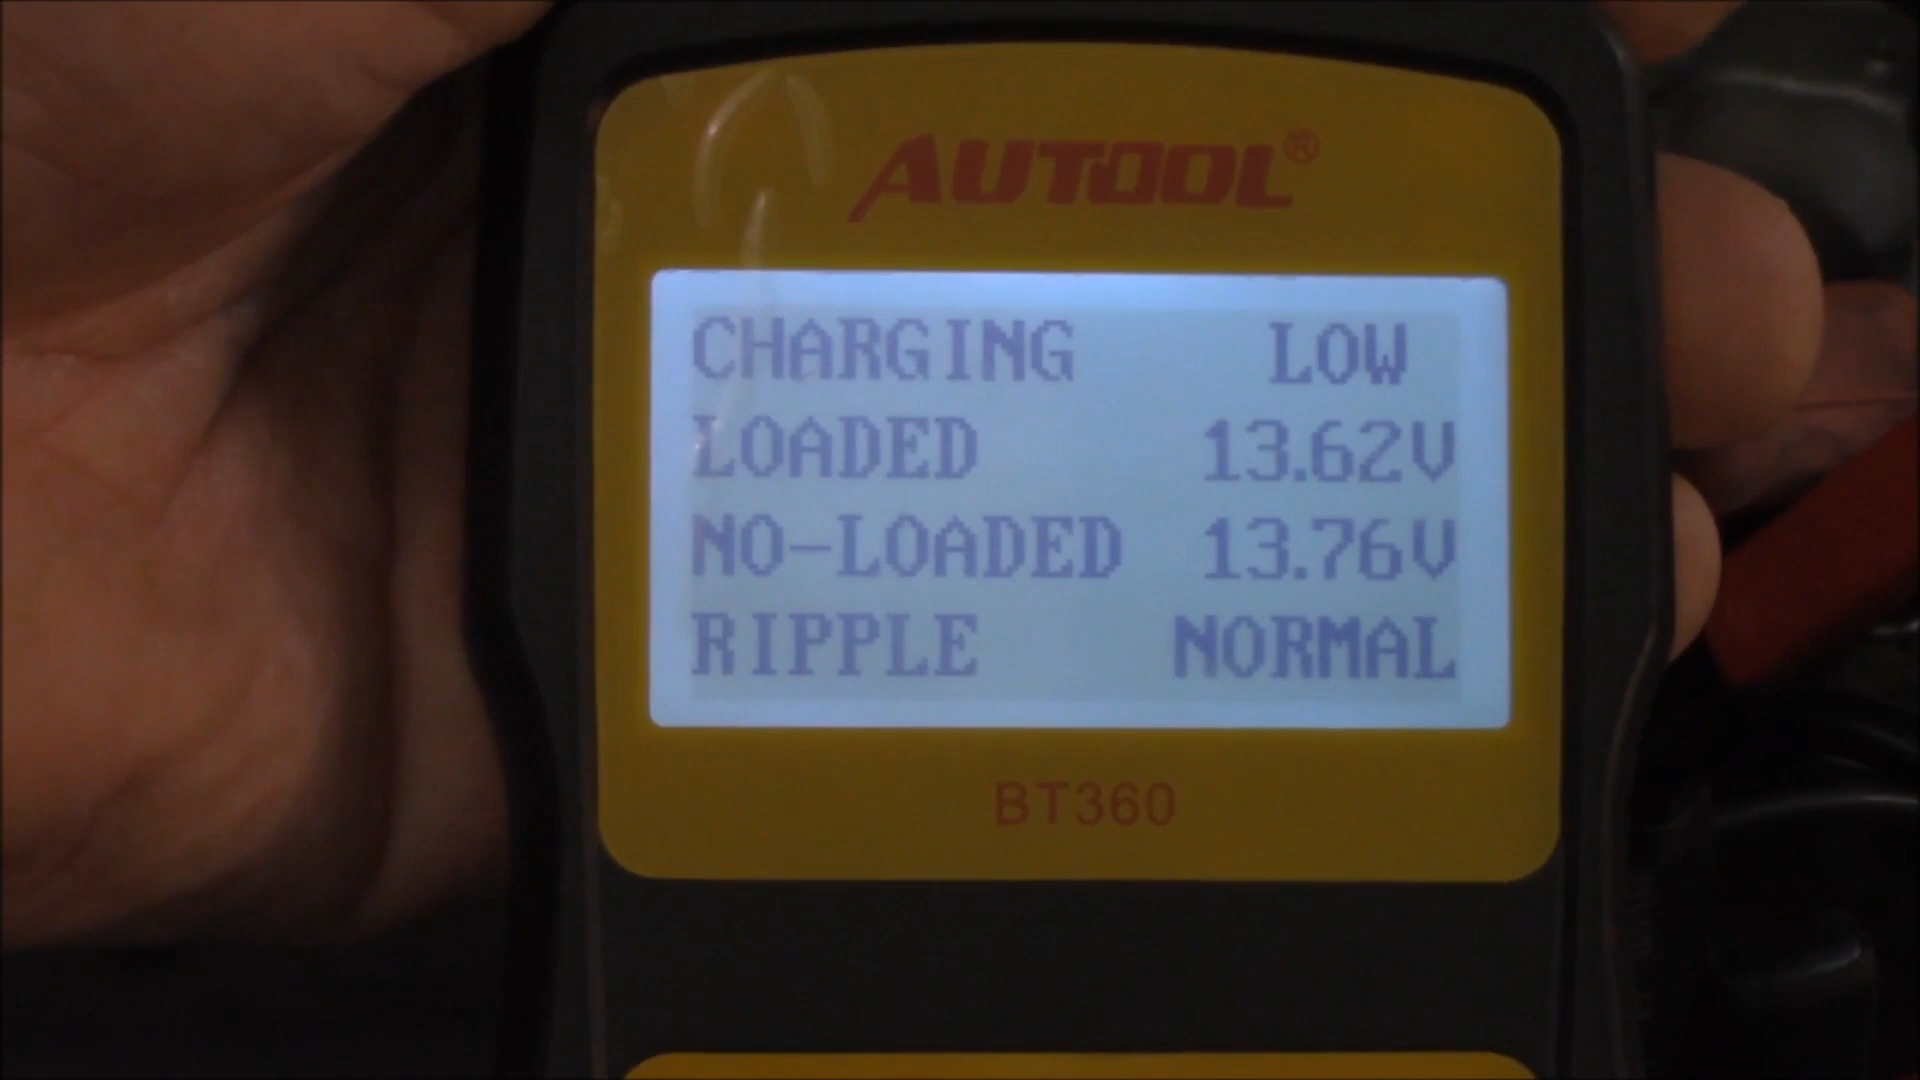 AUTOOL®
CHARGING LOW
LOADED 13.62V
NO-LOADED 13.76V
RIPPLE NORMAL
BT360